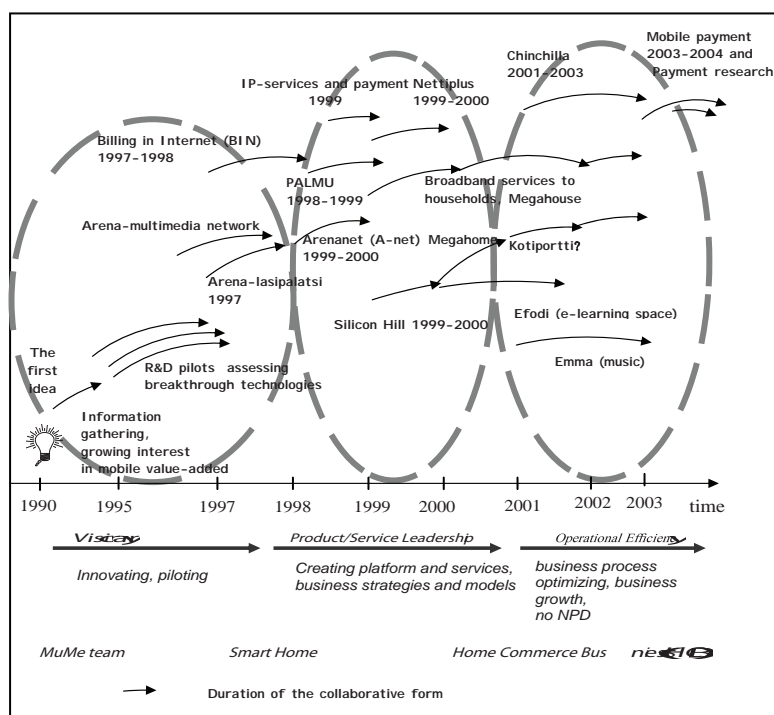 Mobile payment
2003-2004 and
Payment research
Chinchilla
2001-2003
IP-services and payment Nettiplus
1999
1999-2000
Billing in Internet (BIN)
1997-1998
PALMU
1998-1999
Broadband services to
households, Megahouse
Arena-multimedia network
Arenanet (A-net) Megahome
1999-2000
Kotiportti?
Arena-lasipalatsi
1997
Silicon Hill 1999-2000
Efodi (e-learning space)
Emma (music)
The
first
idea
R&D pilots assessing
breakthrough technologies
Information
gathering,
growing interest
in mobile value-added
1990 1995 1997 1998 1999 2000 2001 2002 2003 time
Product/Service Leadership
Operational Efficiency
Innovating, piloting
Creating platform and services,
business strategies and models
business process
optimizing, business
growth,
no NPD
MuMe team Smart Home Home Commerce Bus
Duration of the collaborative form